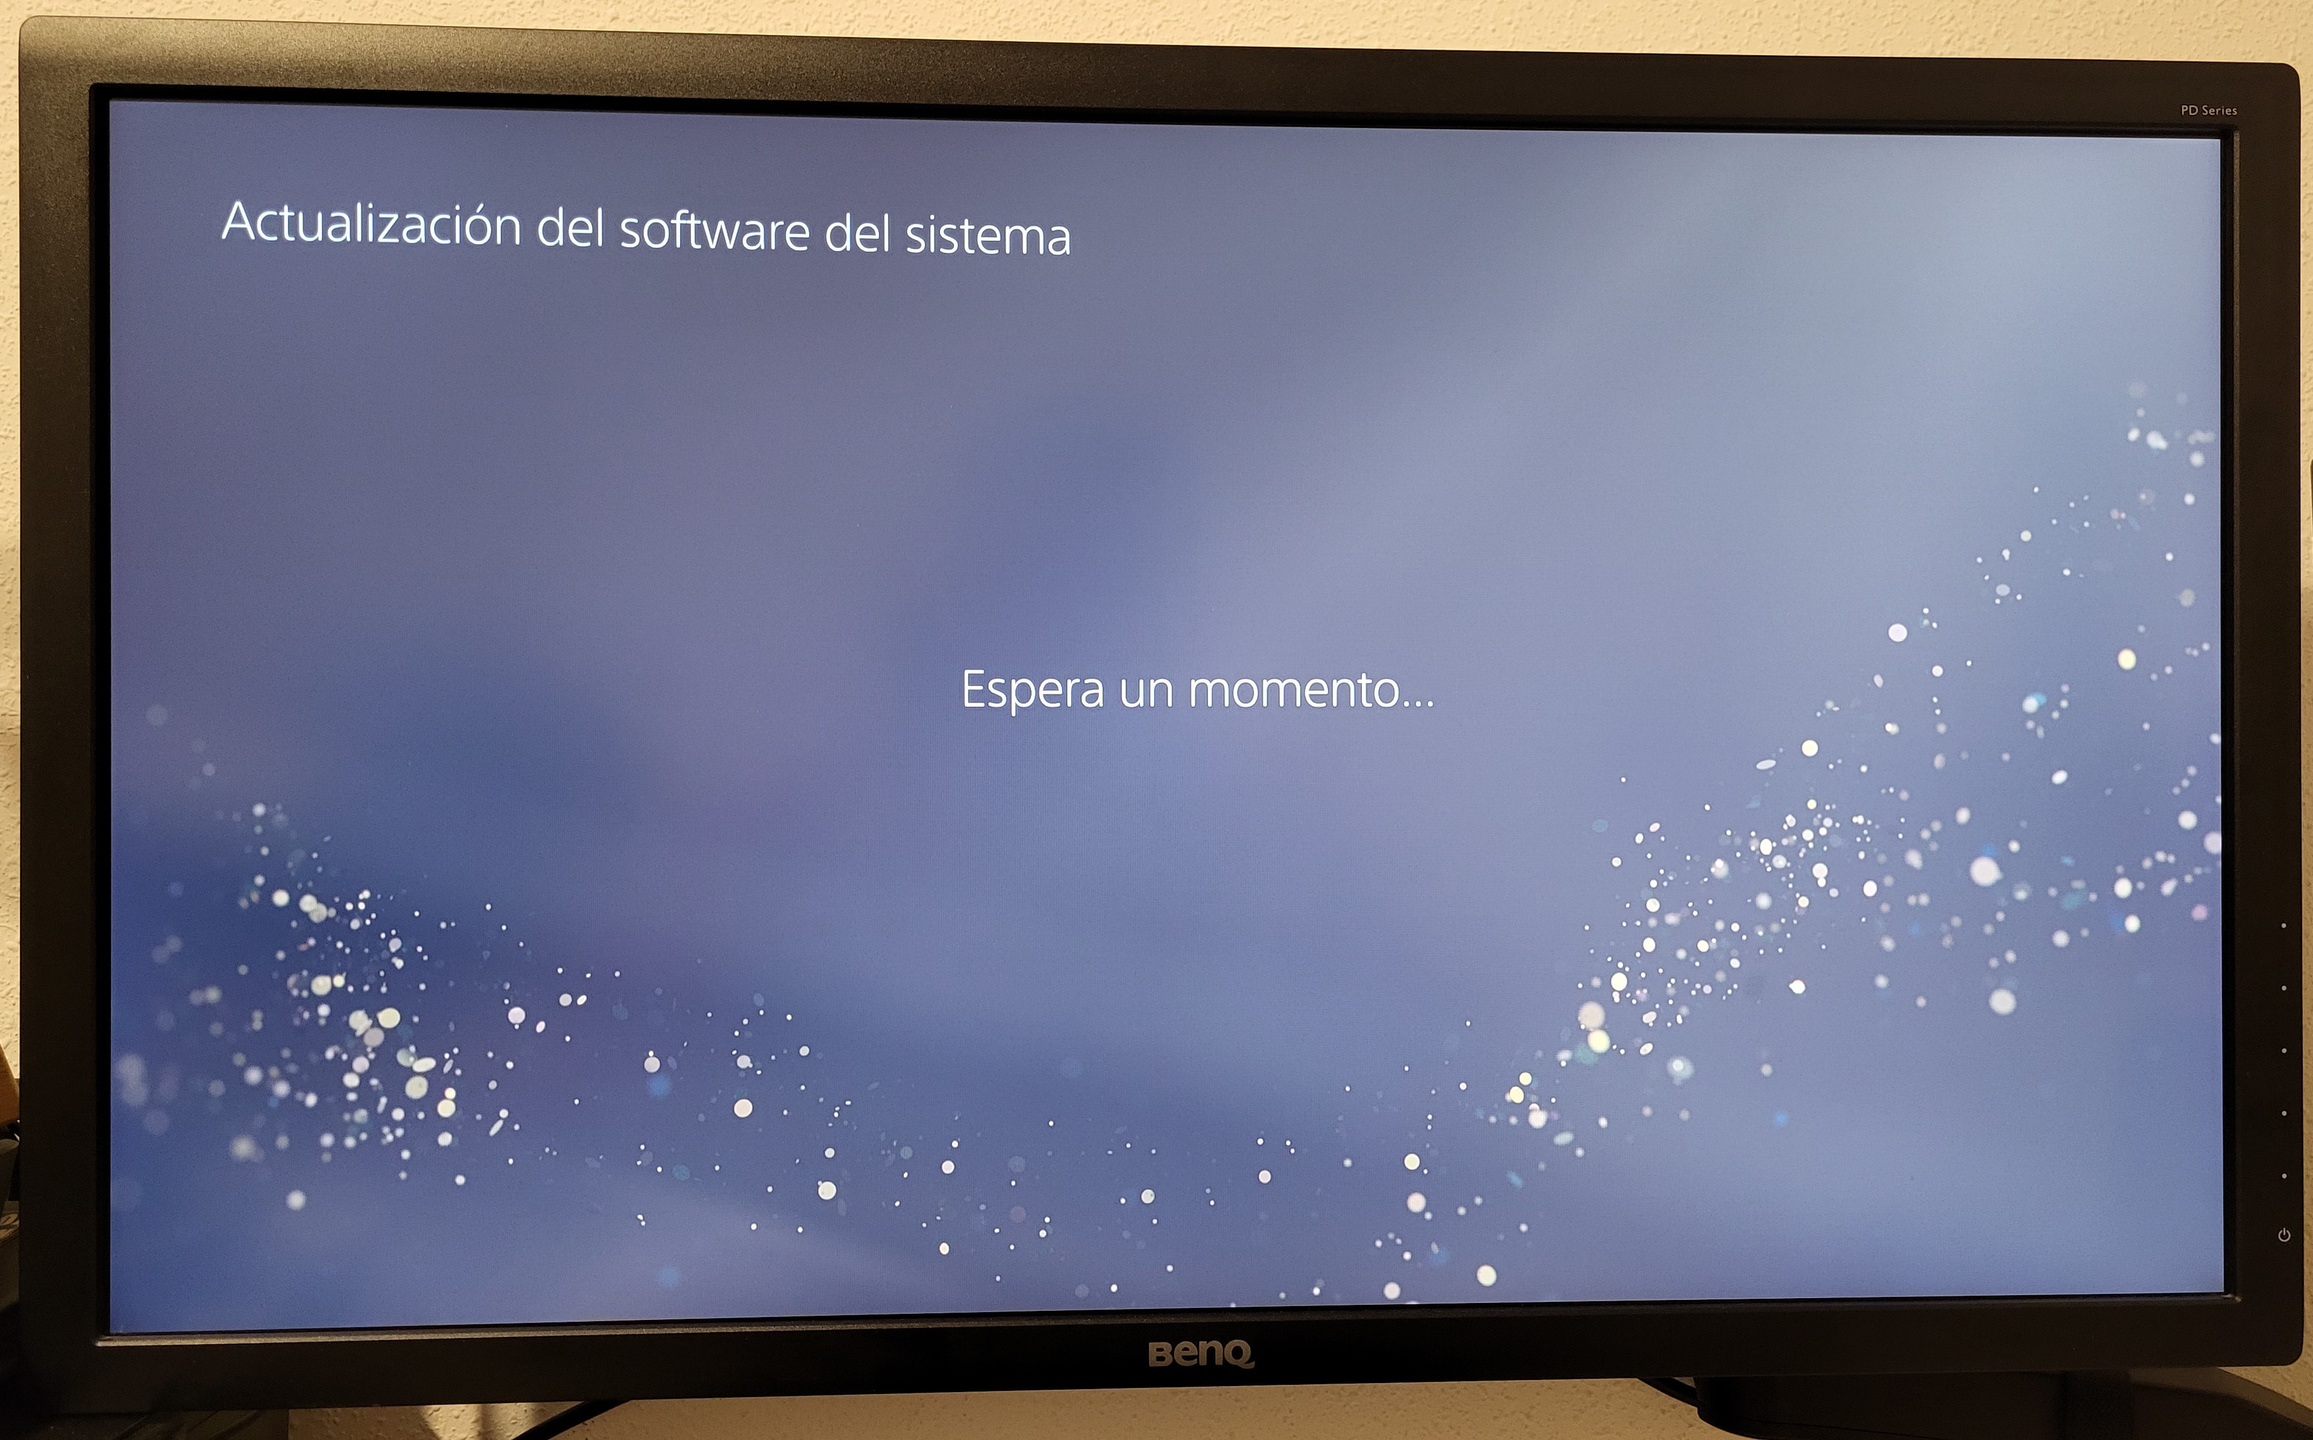 PD Series
Actualización del software del sistema
Espera un momento...
BenQ